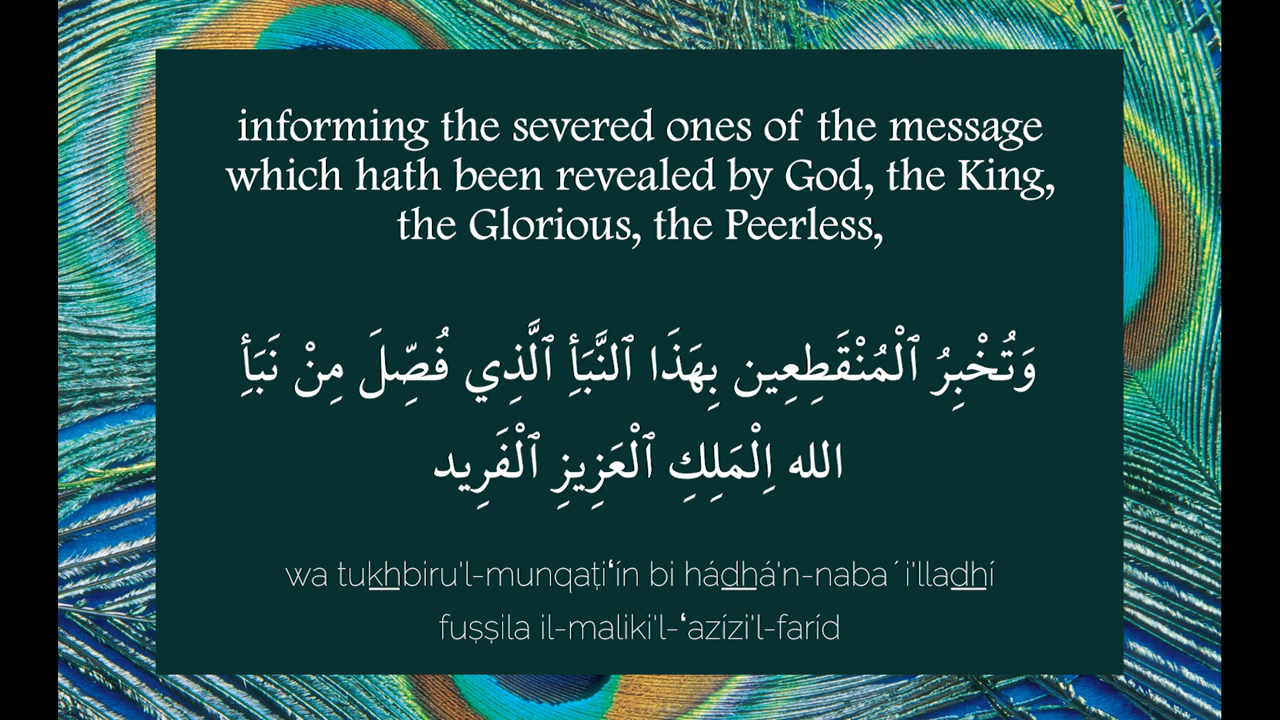 informing the severed ones of the message
which hath been revealed by God, the King,
the Glorious, the Peerless,
وَتُخْبِرُ ٱلْمُنْقَطِعِين بِهَذَا ٱلنَّبَأِ ٱلَّذِي فُصِّلَ مِنْ نَبَأِ
الله اِلْمَلِكِ ٱلْعَزِيزِ ٱلْفَرِيد
wa tukhbiru'l-munqaṭi‘ín bi hádhá'n-naba´i'lladhí
fuṣṣila il-maliki'l-‘azízi'l-faríd